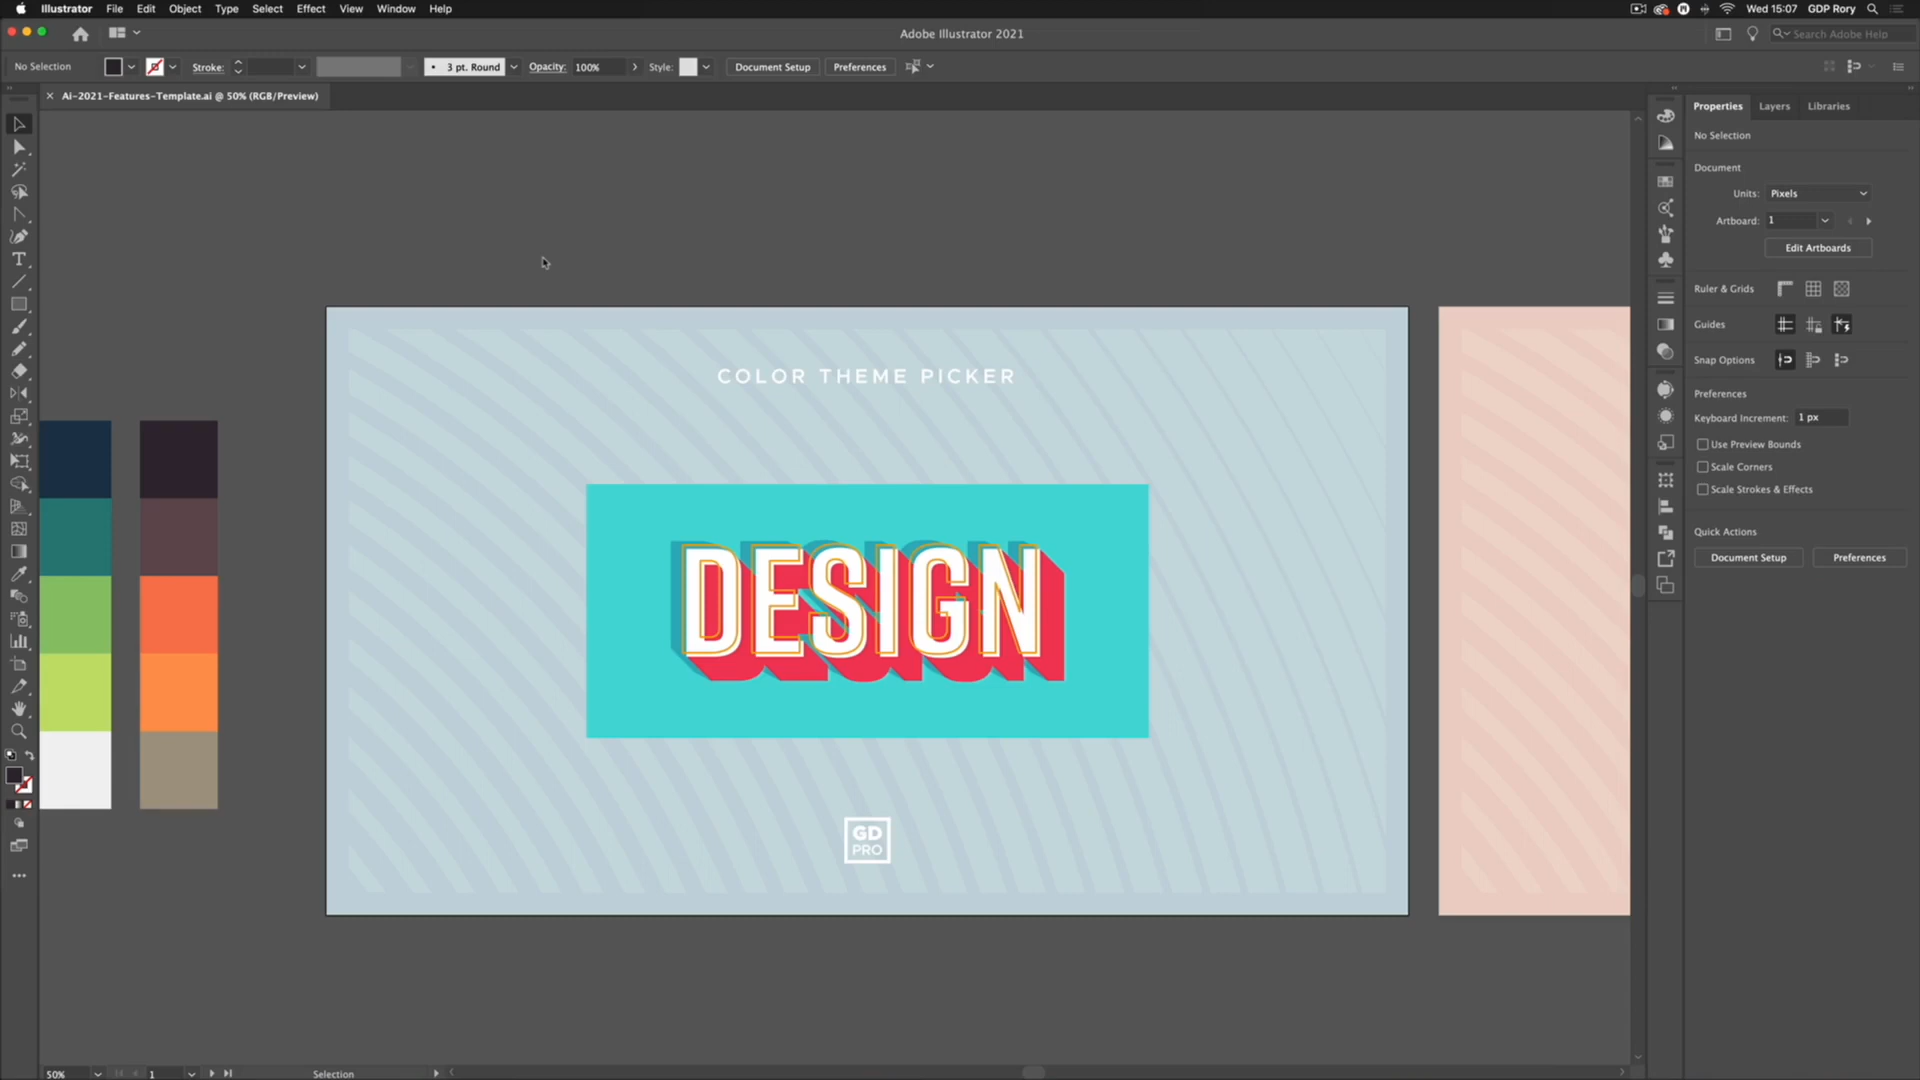 Illustrator File Edit Object Type Select Effect View Window Help
Wed 15:07 GDP Rory
Adobe Illustrator 2021
Search Adobe Help
No Selection
Stroke:
3 pt. Round
Opacity: 100%
Style:
Document Setup
Preferences
Ai-2021-Features-Template.ai @ 50% (RGB/Preview)
Properties Layers Libraries
No Selection
Document
Units: Pixels
Artboard: 1
Edit Artboards
Ruler & Grids
Guides
Snap Options
Preferences
Keyboard Increment: 1 px
Use Preview Bounds
Scale Corners
Scale Strokes & Effects
Quick Actions
Document Setup
Preferences
COLOR THEME PICKER
DESIGN
GD
PRO
50%
1
Selection